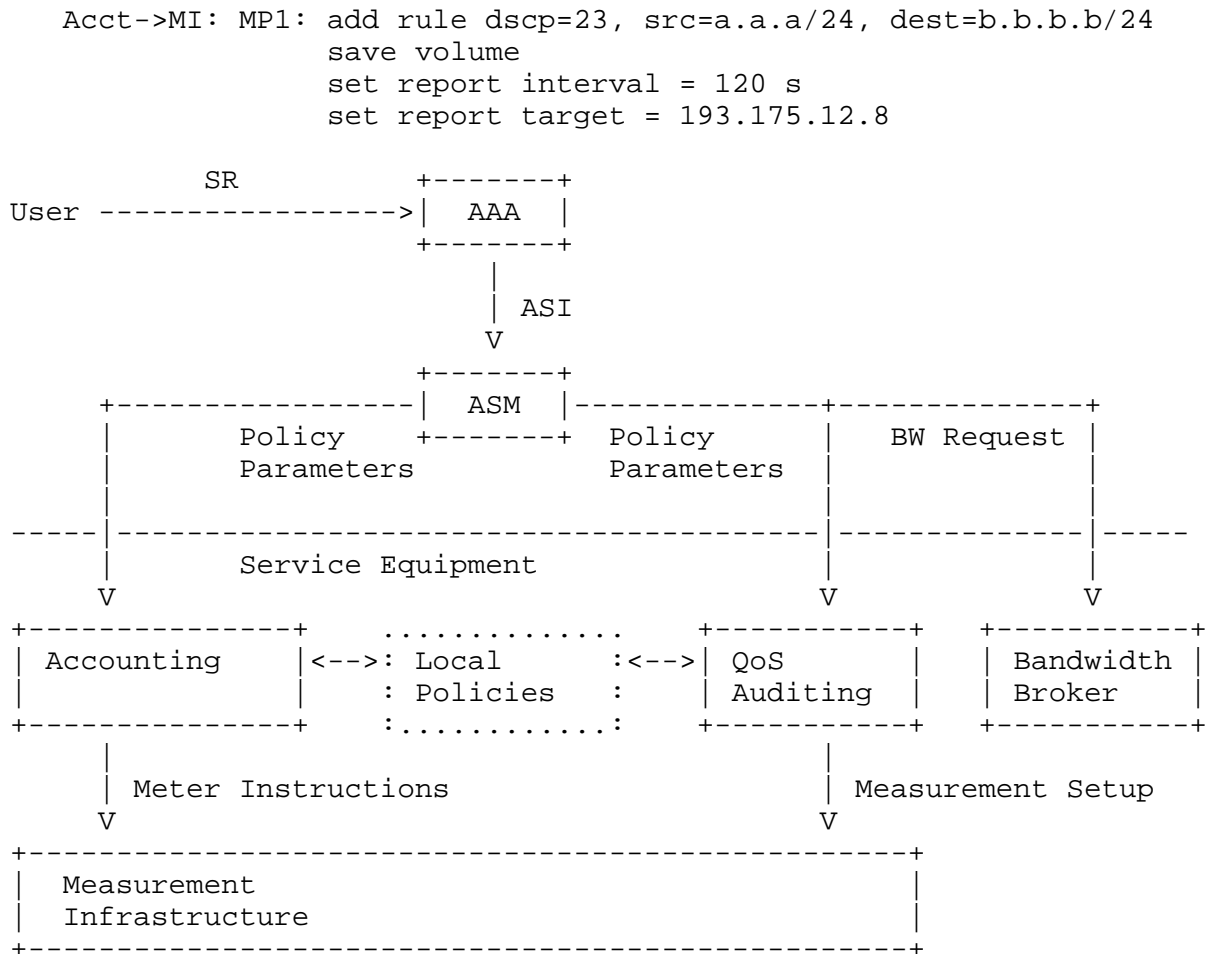 Acct->MI: MP1: add rule dscp=23, src=a.a.a/24, dest=b.b.b.b/24
save volume
set report interval = 120 s
set report target = 193.175.12.8
SR
User ----------------->| AAA |
ASI
V
ASM
Policy Policy BW Request
Parameters Parameters
Service Equipment
V V V
Accounting <-->: Local :<--> QoS Bandwidth
: Policies : Auditing Broker
Meter Instructions Measurement Setup
V V
Measurement
Infrastructure